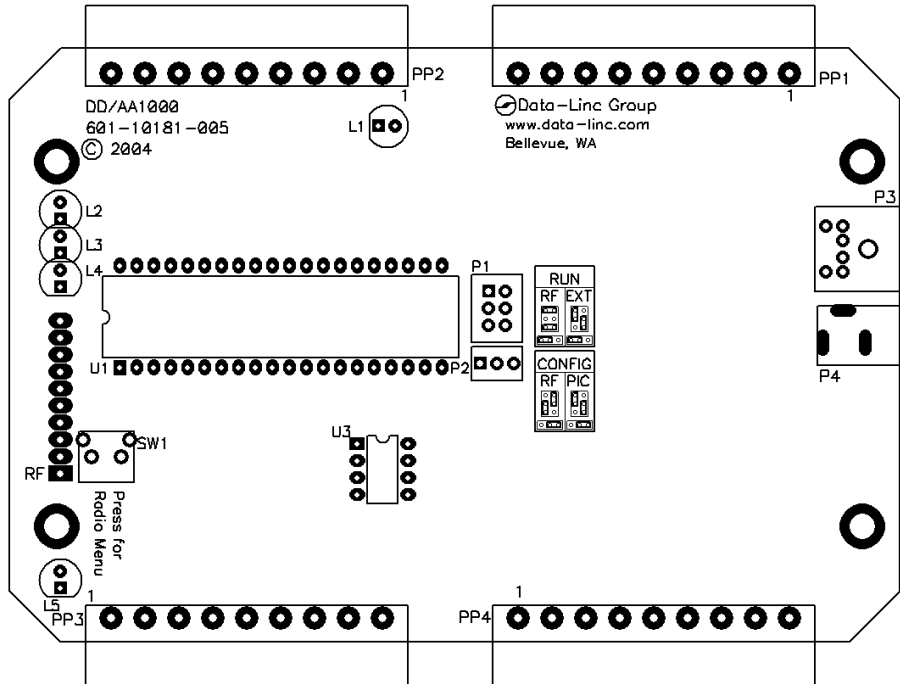 PP2
1
PP1
1
DD/AA1000
601-10181-005
© 2004
L1
Data-Linc Group
www.data-linc.com
Bellevue, WA
P3
L2
L3
L4
P1
RUN
RF EXT
U1
P2
CONFIG
RF PIC
P4
U3
SW1
RF
Press for
Radio Menu
L5
1
PP3
1
PP4